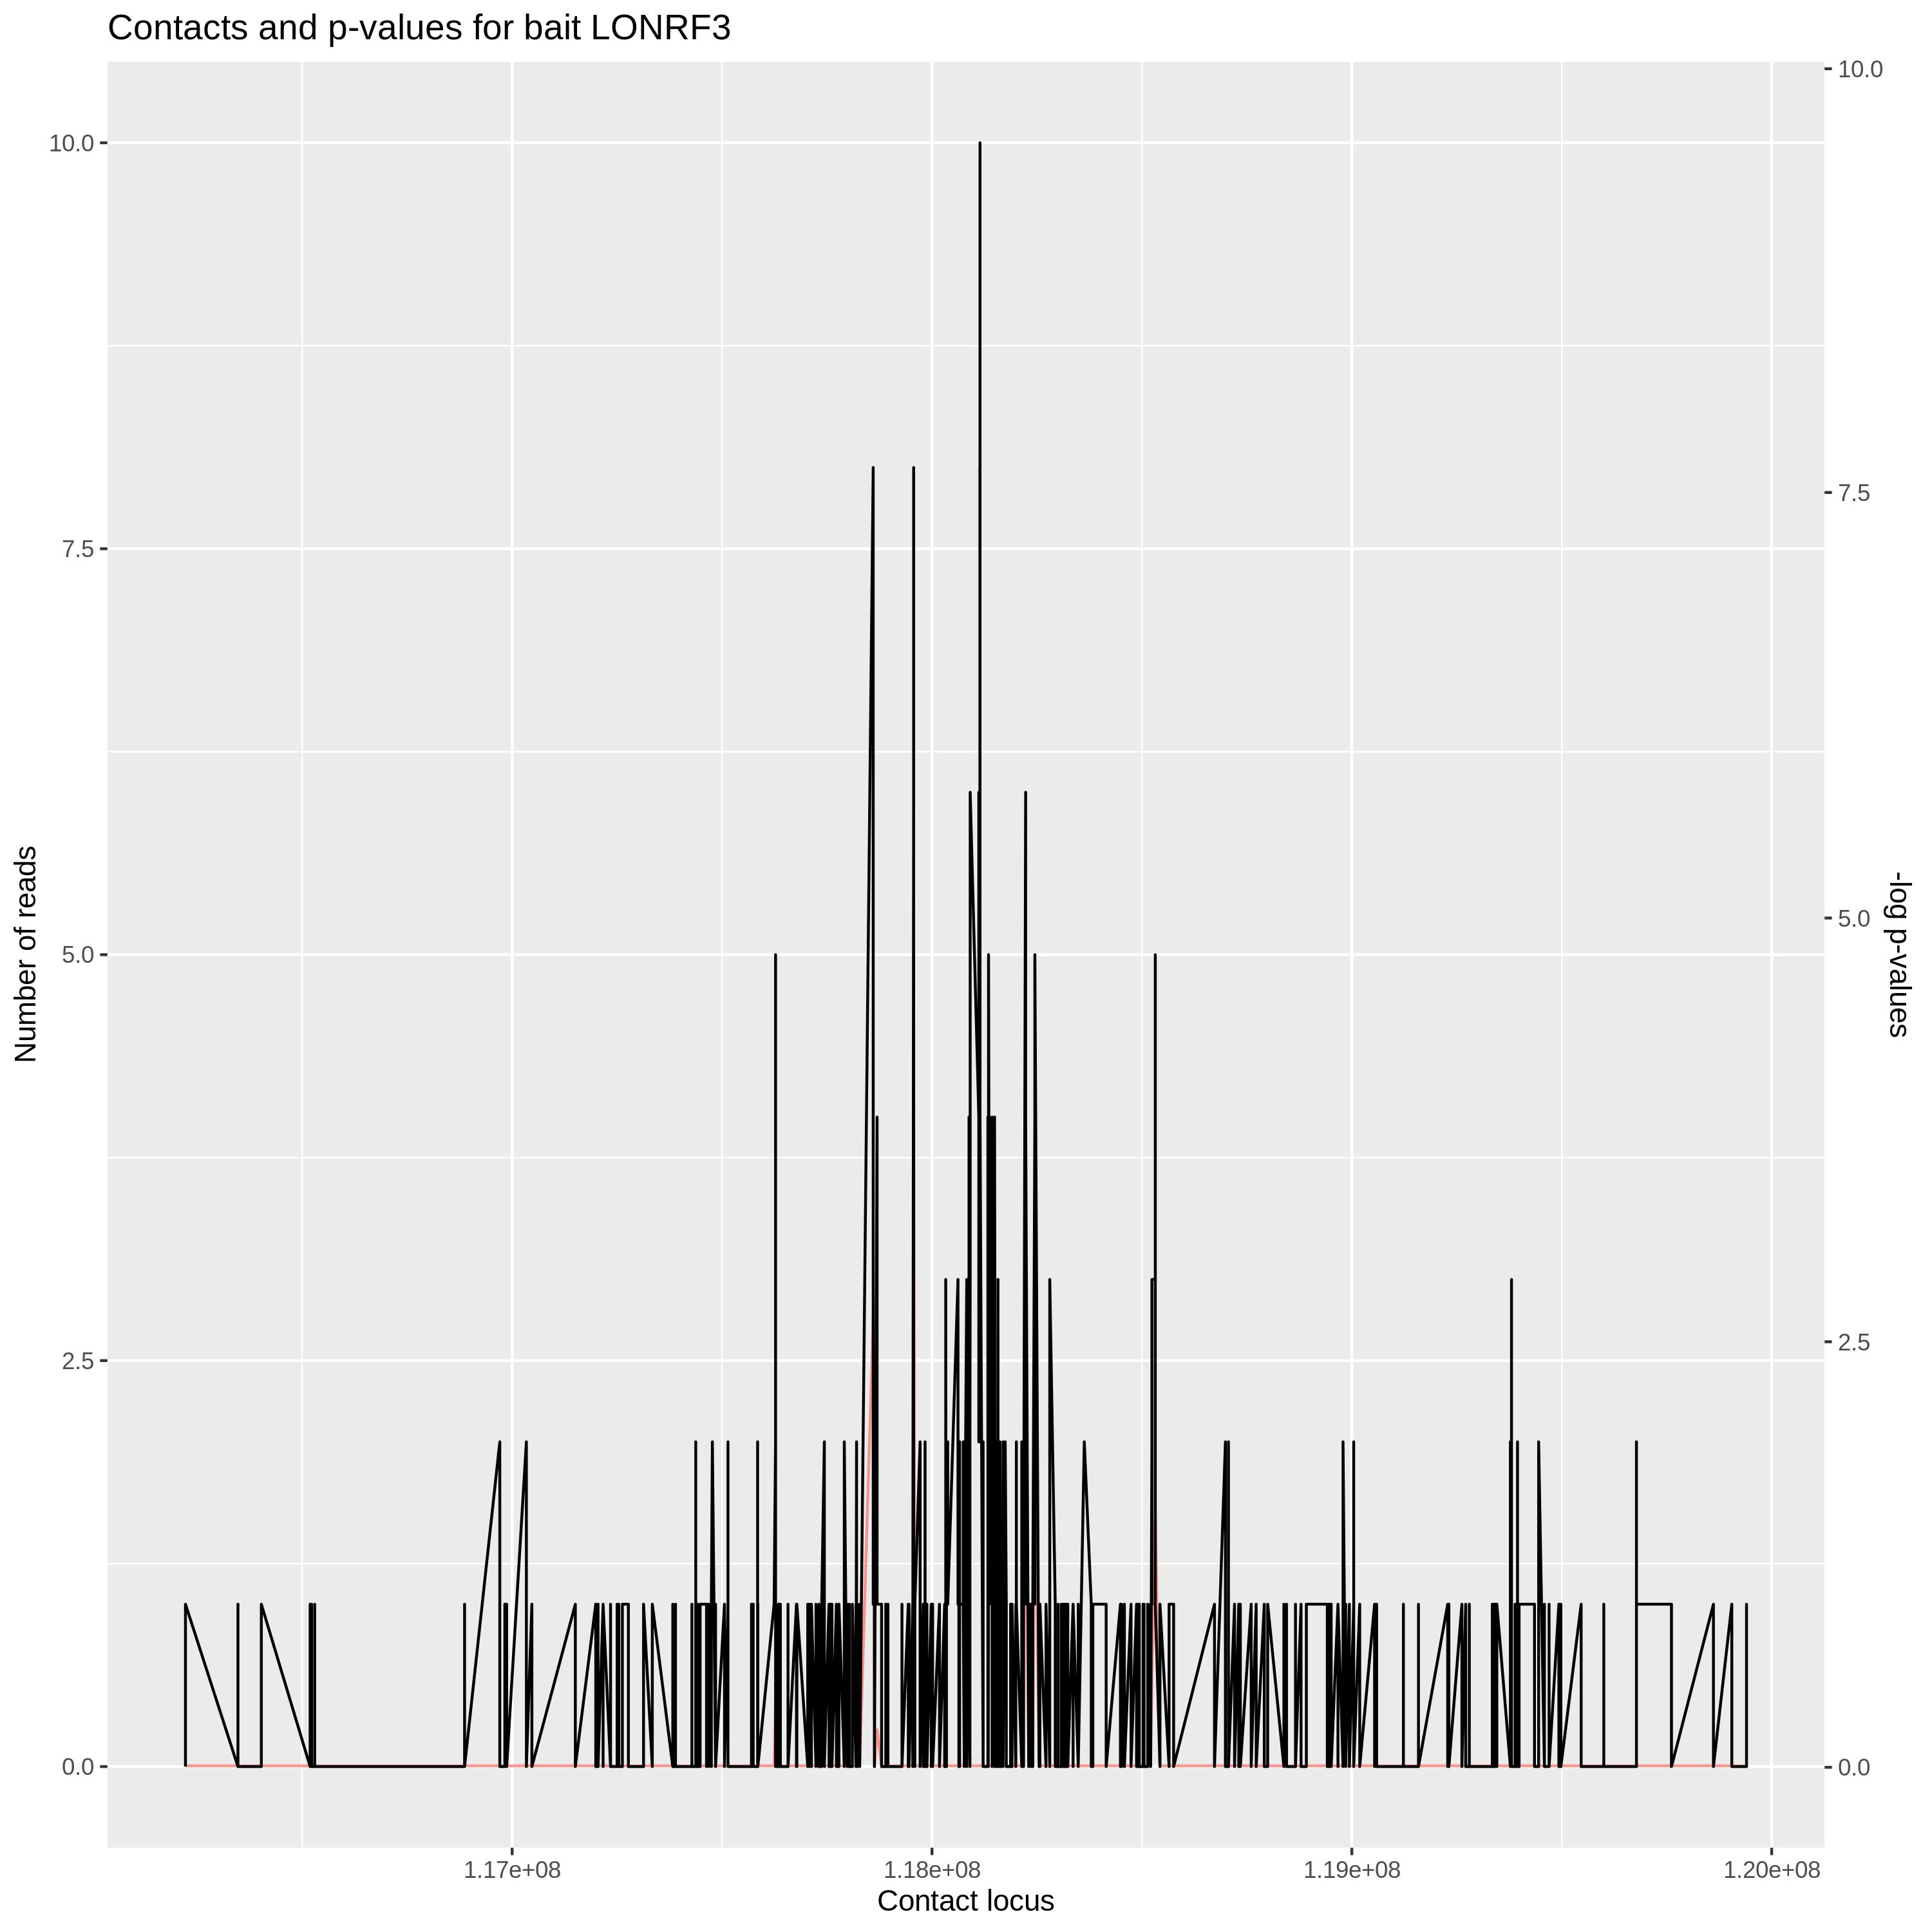 Contacts and p-values for bait LONRF3
Number of reads
10.0
7.5
5.0
2.5
0.0
10.0
7.5
5.0
2.5
0.0
-log p-values
1.17e+08
1.18e+08
1.19e+08
1.20e+08
Contact locus